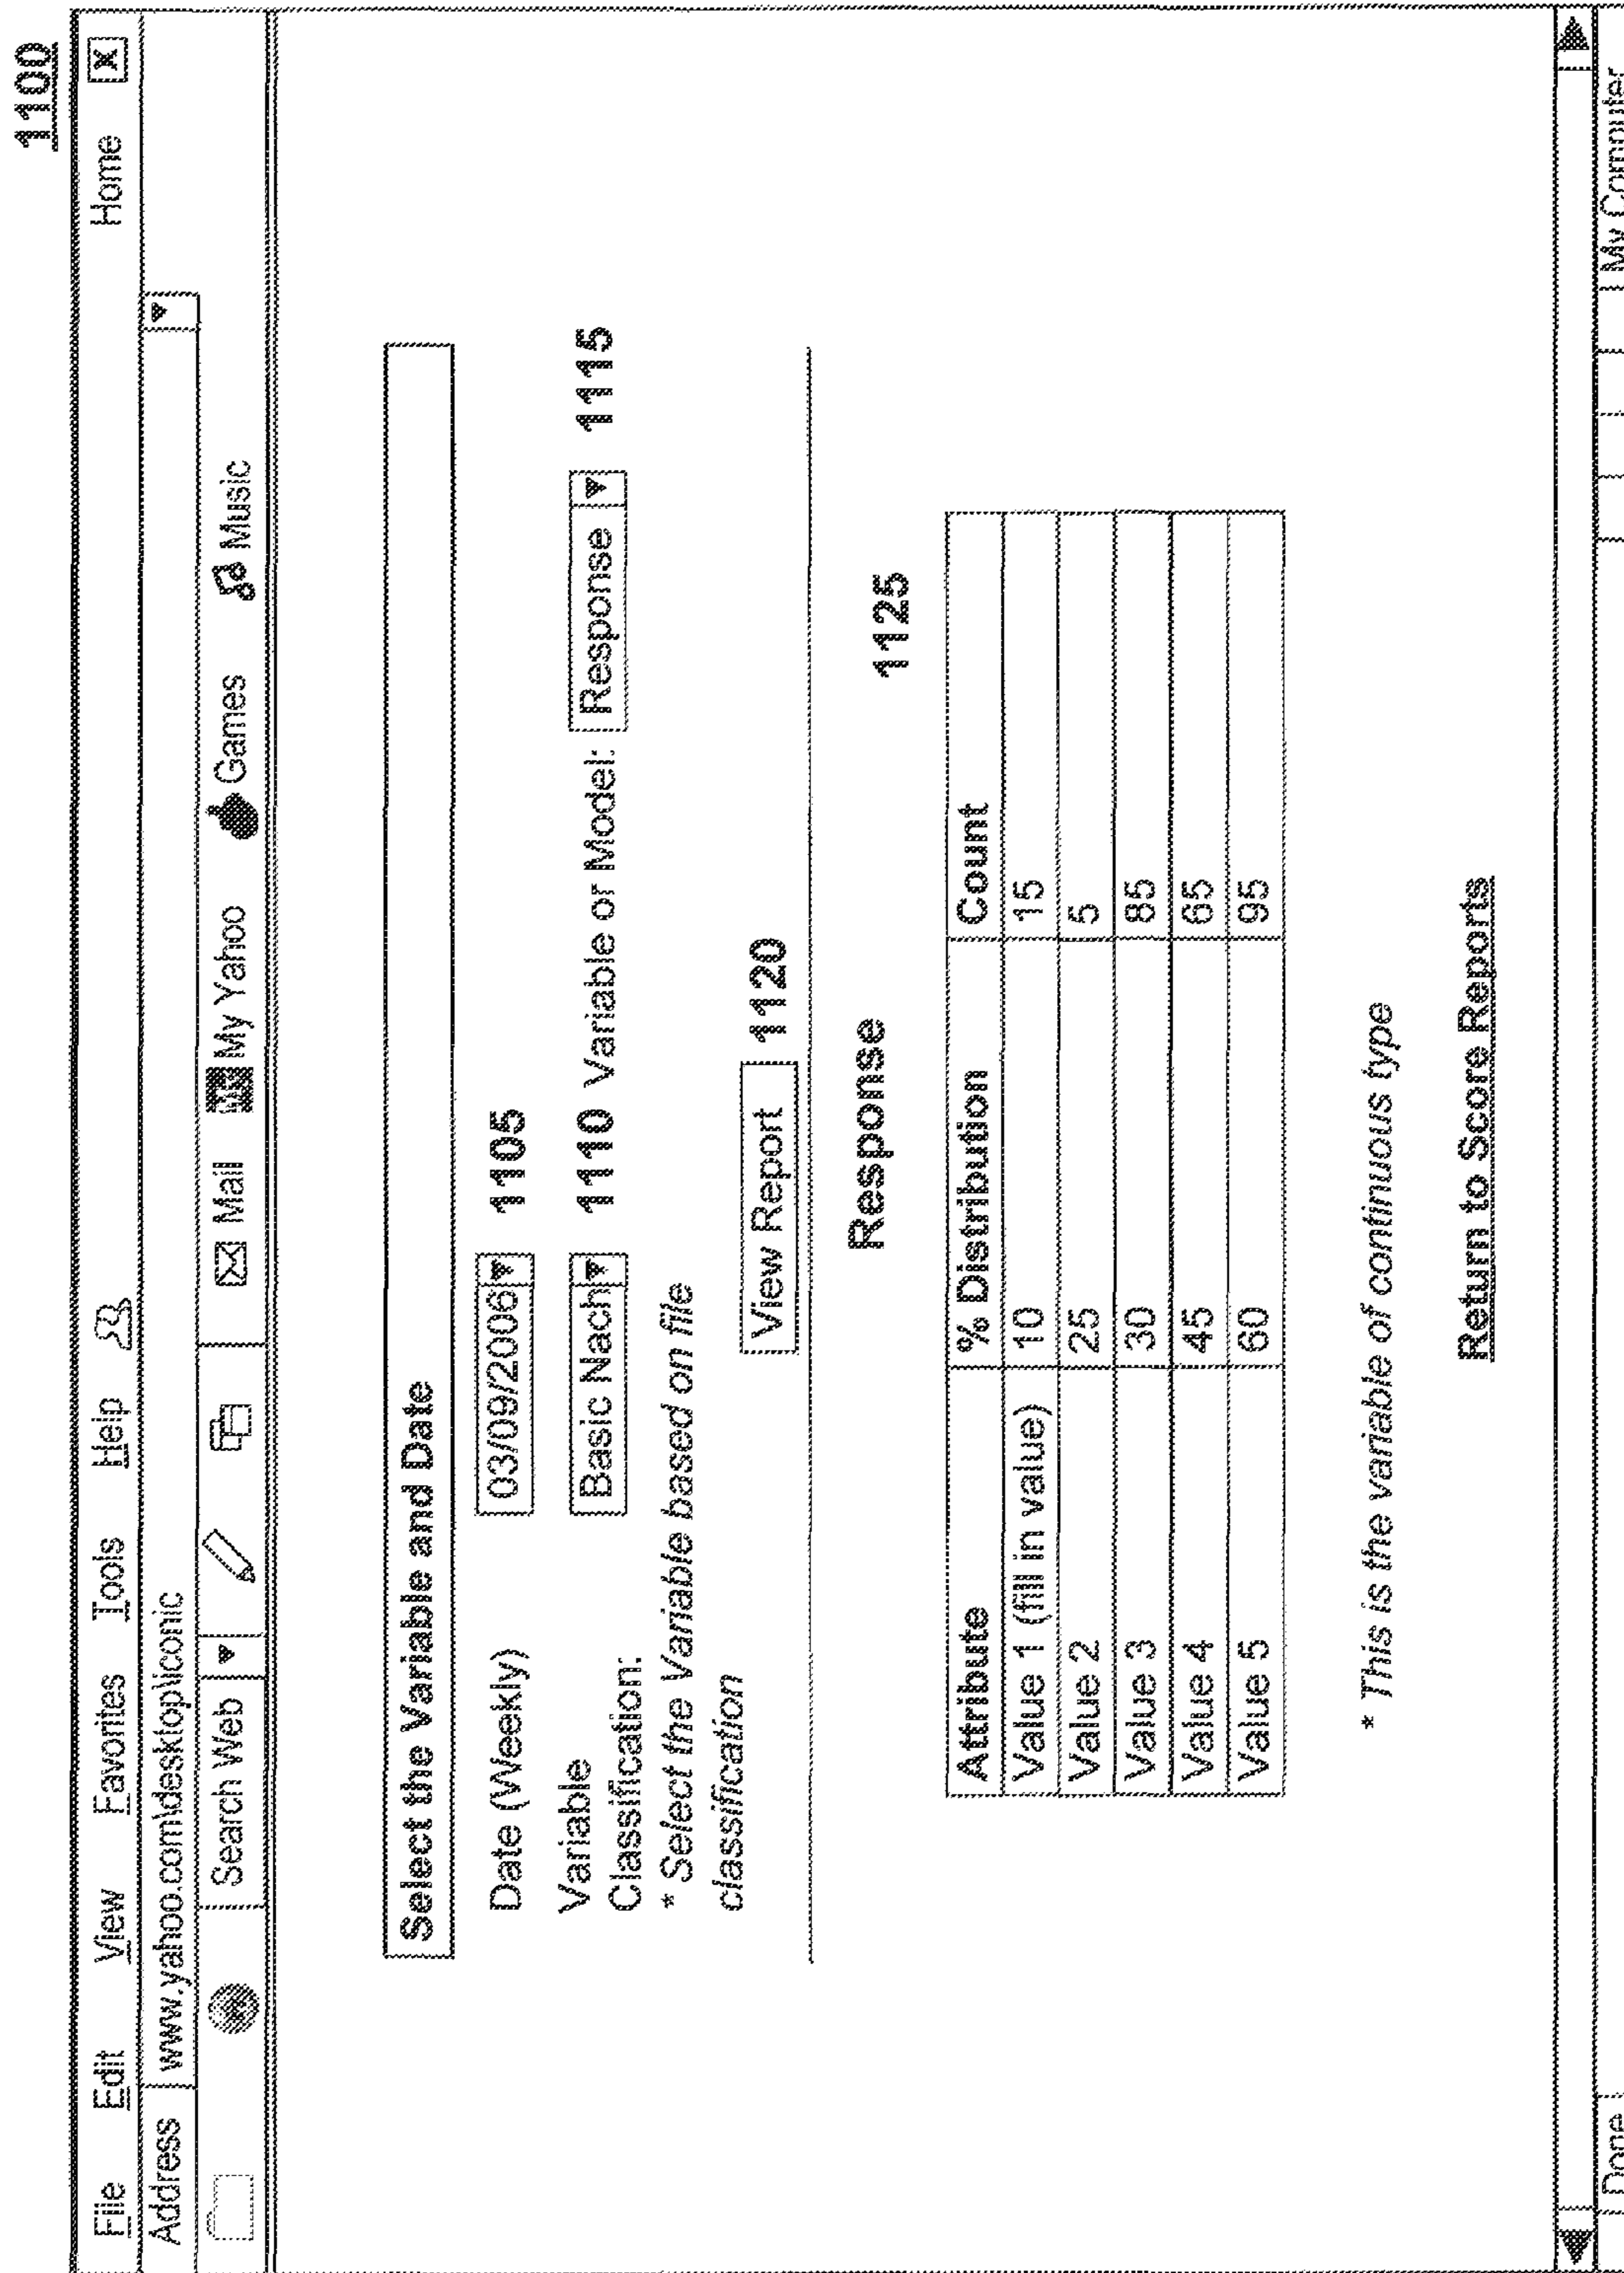 1100
File Edit View Favorites Tools Help Home X
Address www.yahoo.com\desktop\iconic
Search Web Mail My My Yahoo Games Music
Select the Variable and Date
Date (Weekly) 03/09/2006 1105
Variable
Classification: Basic Nach 1110 Variable or Model: Response 1115
* Select the Variable based on file
classification
View Report 1120
Response
1125
Attribute % Distribution Count
Value 1 (fill in value) 10 15
Value 2 25 5
Value 3 30 85
Value 4 45 65
Value 5 60 95
* This is the variable of continuous type
Return to Score Reports
Done My Computer